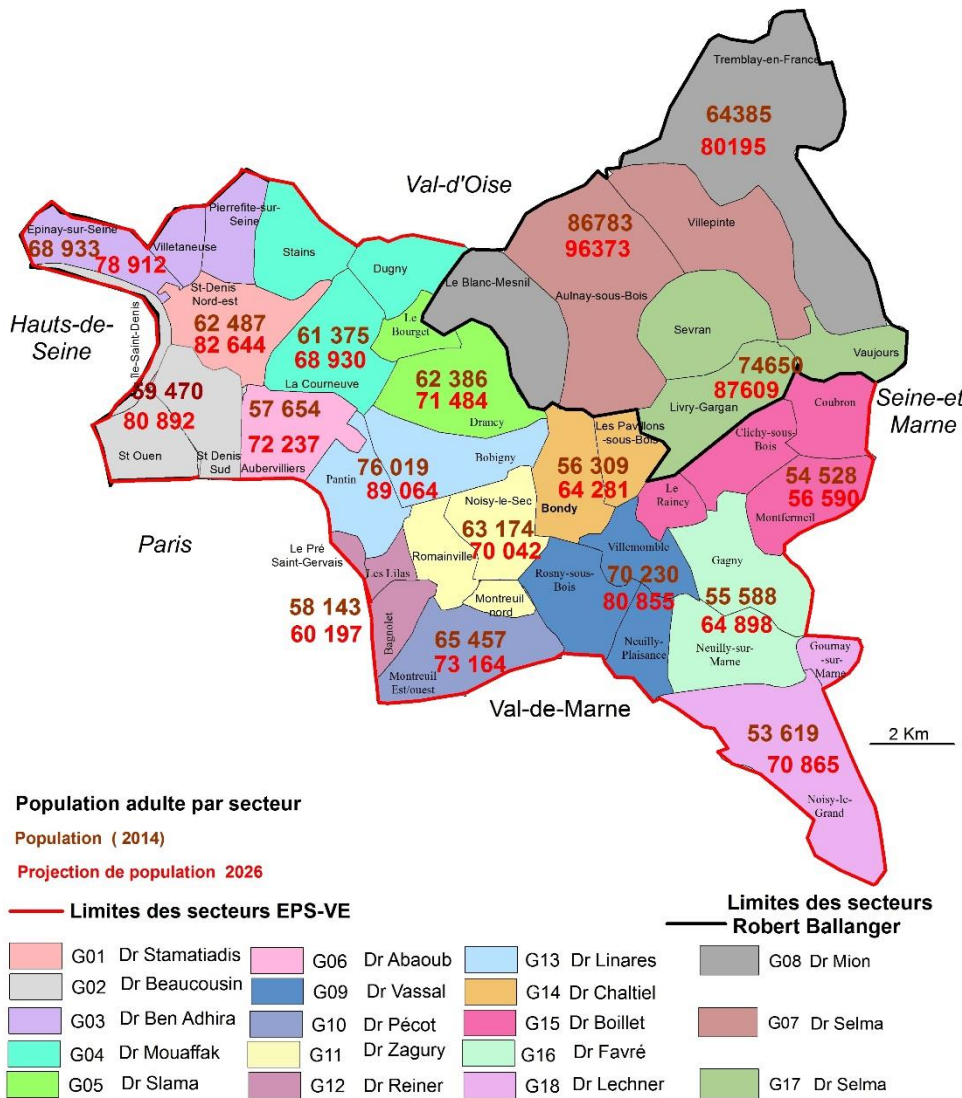 Tremblay-en-France
64385
80195
Val-d'Oise
Pierrefite-sur-
Seine
Epinay-sur-Seine
68 933
78 912
Villetaneuse
Stains
Dugny
86783
96373
Villepinte
Le Blanc-Mesnil
Aulnay-sous-Bois
Hauts-de-
Seine
Île-Saint-Denis
St-Denis
Nord-est
62 487
82 644
Le
Bourget
61 375
68 930
La Courneuve
Sevran
Vaujours
74650
87609
Livry-Gargan
Seine-et
Marne
59 470
80 892
St Ouen
St Denis
Sud
57 654
72 237
Aubervilliers
62 386
71 484
Drancy
Les Pavillons
-sous-Bois
Coubron
Clichy-sous-
Bois
Pantin
76 019
89 064
Bobigny
56 309
64 281
Bondy
54 528
56 590
Montfermeil
Le
Raincy
Paris
Noisy-le-Sec
63 174
70 042
Romainville
Le Pré
Saint-Gervais
Les Lilas
Villemomble
Rosny-sous-
Bois
70 230
80 855
Gagny
55 588
64 898
58 143
60 197
Bagnolet
Montreuil
nord
65 457
73 164
Montreuil
Est/ouest
Neuilly-
Plaisance
Neuilly-sur-
Marne
Gournay
-sur-
Marne
Val-de-Marne
53 619
70 865
Noisy-le-
Grand
2 Km
Population adulte par secteur
Population ( 2014)
Projection de population 2026
Limites des secteurs EPS-VE
Limites des secteurs
Robert Ballanger
G01 Dr Stamatiadis
G02 Dr Beaucousin
G03 Dr Ben Adhira
G04 Dr Mouaffak
G05 Dr Slama
G06 Dr Abaoub
G09 Dr Vassal
G10 Dr Pécot
G11 Dr Zagury
G12 Dr Reiner
G13 Dr Linares
G14 Dr Chaltiel
G15 Dr Boillet
G16 Dr Favré
G18 Dr Lechner
G08 Dr Mion
G07 Dr Selma
G17 Dr Selma